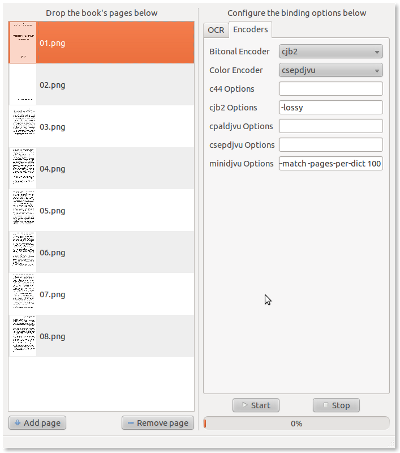 Drop the book's pages below
01.png
02.png
03.png
04.png
05.png
06.png
07.png
08.png
Add page
Remove page
Configure the binding options below
OCR Encoders
Bitonal Encoder cjb2
Color Encoder csepdjvu
c44 Options
cjb2 Options -lossy
cpaldjvu Options
csepdjvu Options
minidjvu Options -match -pages-per-dict 100
Start Stop
0%